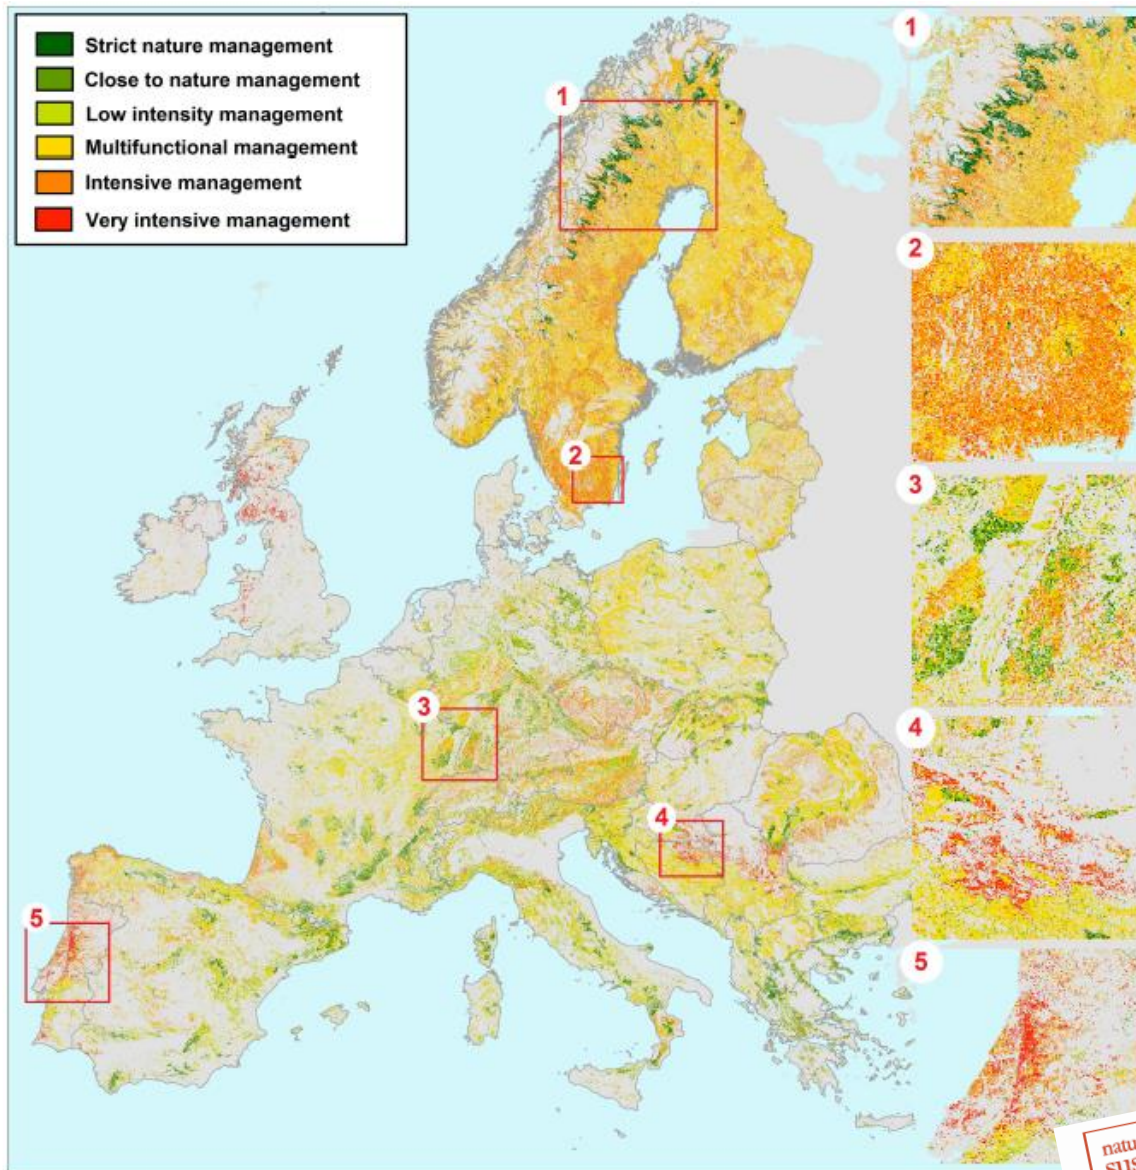 Strict nature management
Close to nature management
Low intensity management
Multifunctional management
Intensive management
Very intensive management
1
2
3
4
5
1
2
3
4
5